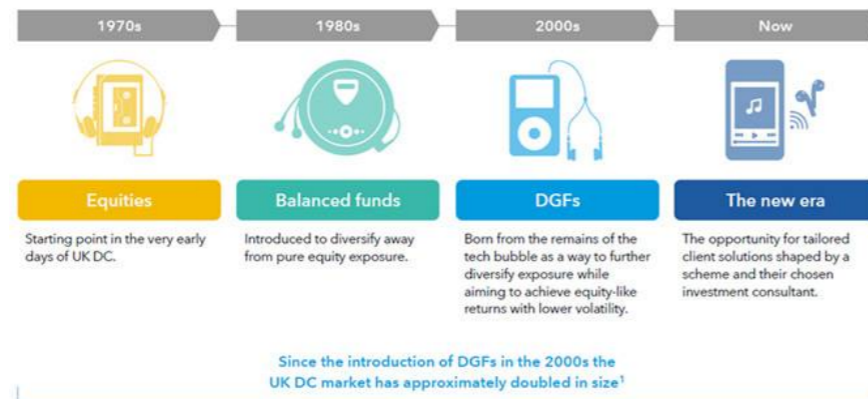 1970s
1980s
2000s
Now
Equities
Starting point in the very early
days of UK DC.
Balanced funds
Introduced to diversify away
from pure equity exposure.
DGFs
Born from the remains of the
tech bubble as a way to further
diversify exposure while
aiming to achieve equity-like
returns with lower volatility.
The new era
The opportunity for tailored
client solutions shaped by a
scheme and their chosen
investment consultant.
Since the introduction of DGFs in the 2000s the
UK DC market has approximately doubled in size¹